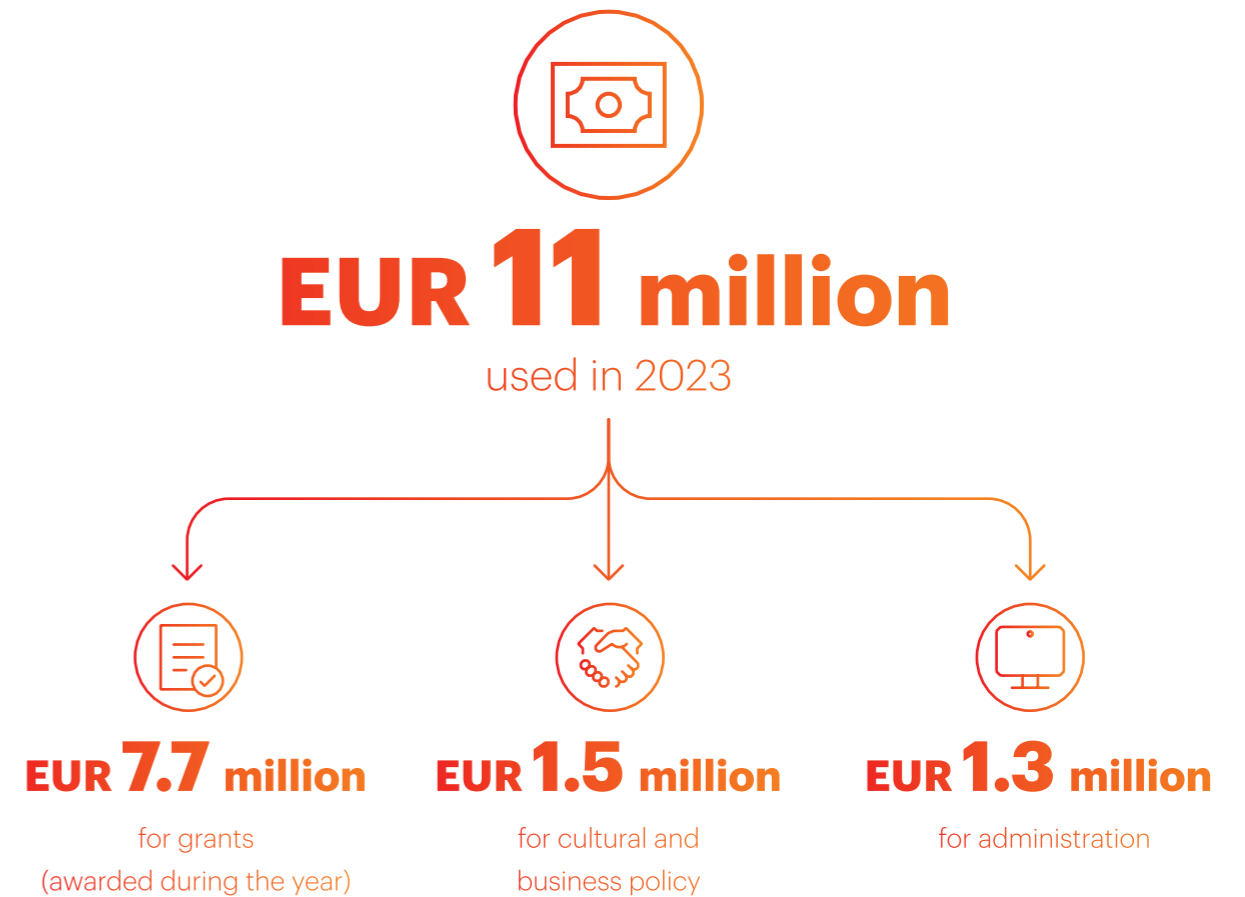 EUR 11 million
used in 2023
EUR 7.7 million
for grants
(awarded during the year)
EUR 1.5 million
for cultural and
business policy
EUR 1.3 million
for administration